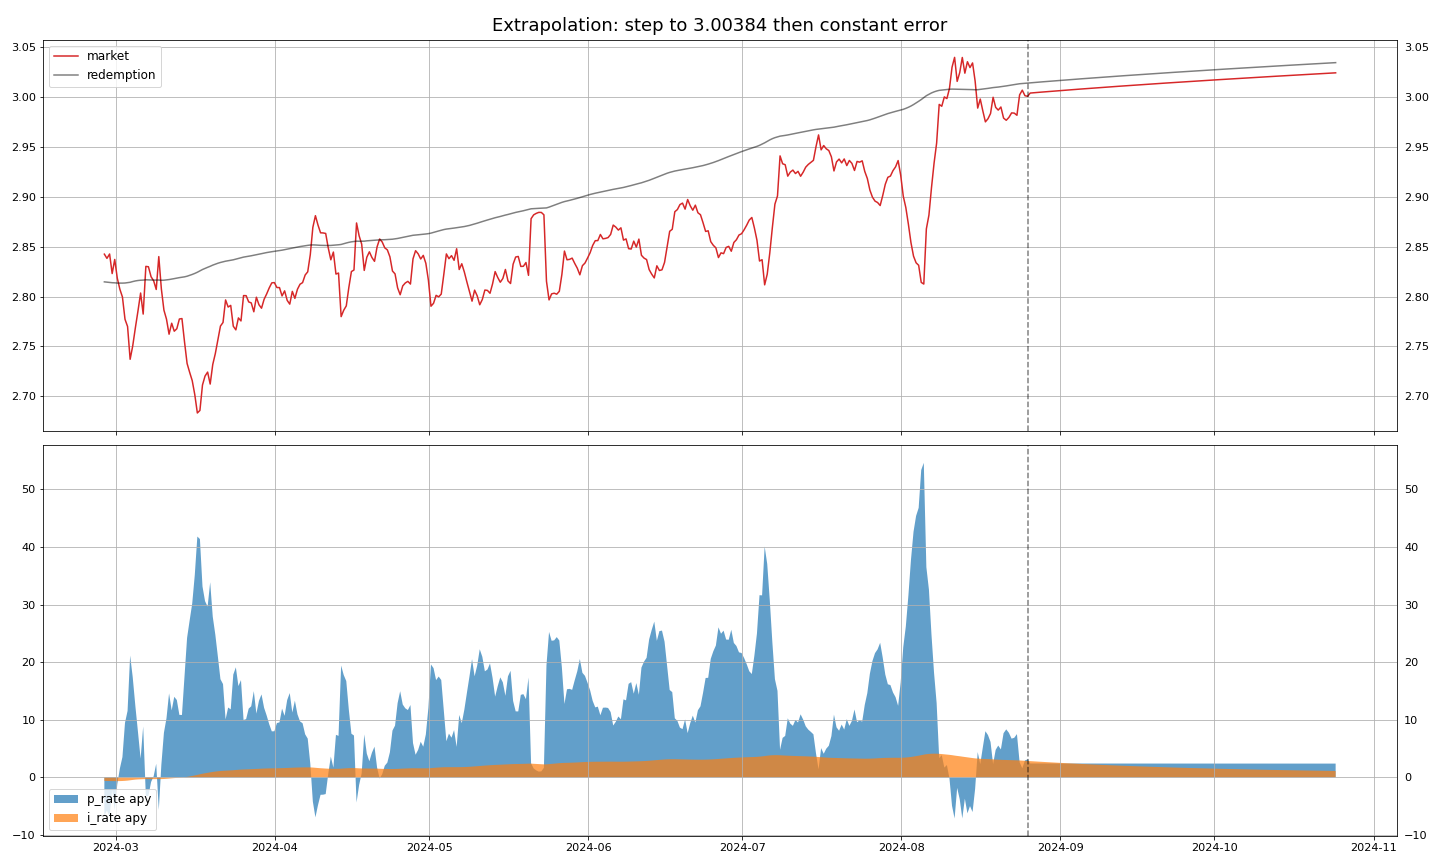 Extrapolation: step to 3.00384 then constant error
market
redemption
3.05 3.05
3.00 3.00
2.95 2.95
2.90 2.90
2.85 2.85
2.80 2.80
2.75 2.75
2.70 2.70
50 50
40 40
30 30
20 20
10 10
0 0
p_rate apy
i_rate apy
−10 −10
2024-03 2024-04 2024-05 2024-06 2024-07 2024-08 2024-09 2024-10 2024-11